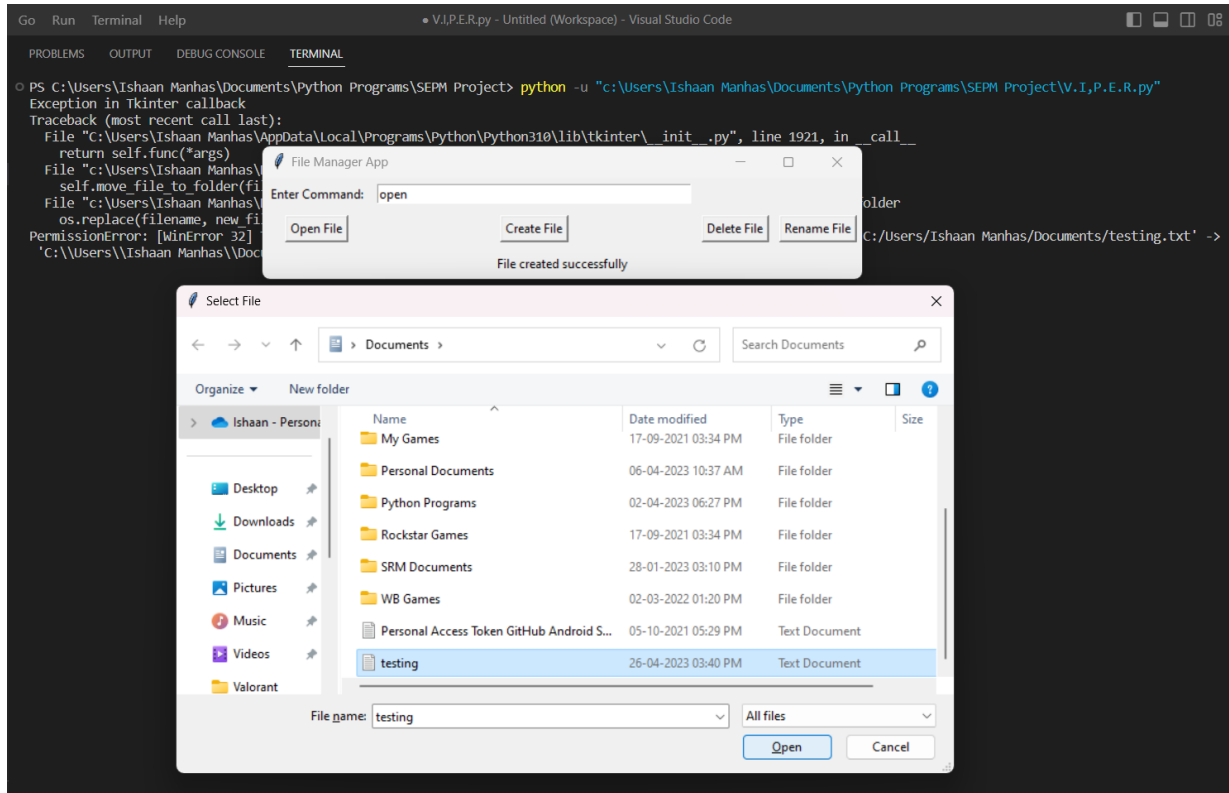 Go Run Terminal Help
● V.I,P.E.R.py - Untitled (Workspace) - Visual Studio Code
PROBLEMS OUTPUT DEBUG CONSOLE TERMINAL
PS C:\Users\Ishaan Manhas\Documents\Python Programs\SEPM Project> python -u "c:\Users\Ishaan Manhas\Documents\Python Programs\SEPM Project\V.I,P.E.R.py"
Exception in Tkinter callback
Traceback (most recent call last):
File "C:\Users\Ishaan Manhas\AppData\Local\Programs\Python\Python310\lib\tkinter\__init__.py", line 1921, in __call__
return self.func(*args)
File "c:\Users\Ishaan Manhas\
self.move_file_to_folder(fi
File "c:\Users\Ishaan Manhas\ older
os.replace(filename, new_fi
PermissionError: [WinError 32] C:/Users/Ishaan Manhas/Documents/testing.txt' ->
'C:\\Users\\Ishaan Manhas\\Doc
File Manager App
Enter Command: open
Open File Create File Delete File Rename File
File created successfully
Select File
Documents
Search Documents
Organize New folder
Name Date modified Type Size
Ishaan - Persona
Desktop
Downloads
Documents
Pictures
Music
Videos
Valorant
My Games 17-09-2021 03:34 PM File folder
Personal Documents 06-04-2023 10:37 AM File folder
Python Programs 02-04-2023 06:27 PM File folder
Rockstar Games 17-09-2021 03:34 PM File folder
SRM Documents 28-01-2023 03:10 PM File folder
WB Games 02-03-2022 01:20 PM File folder
Personal Access Token GitHub Android S... 05-10-2021 05:29 PM Text Document
testing 26-04-2023 03:40 PM Text Document
File name: testing
All files
Open Cancel